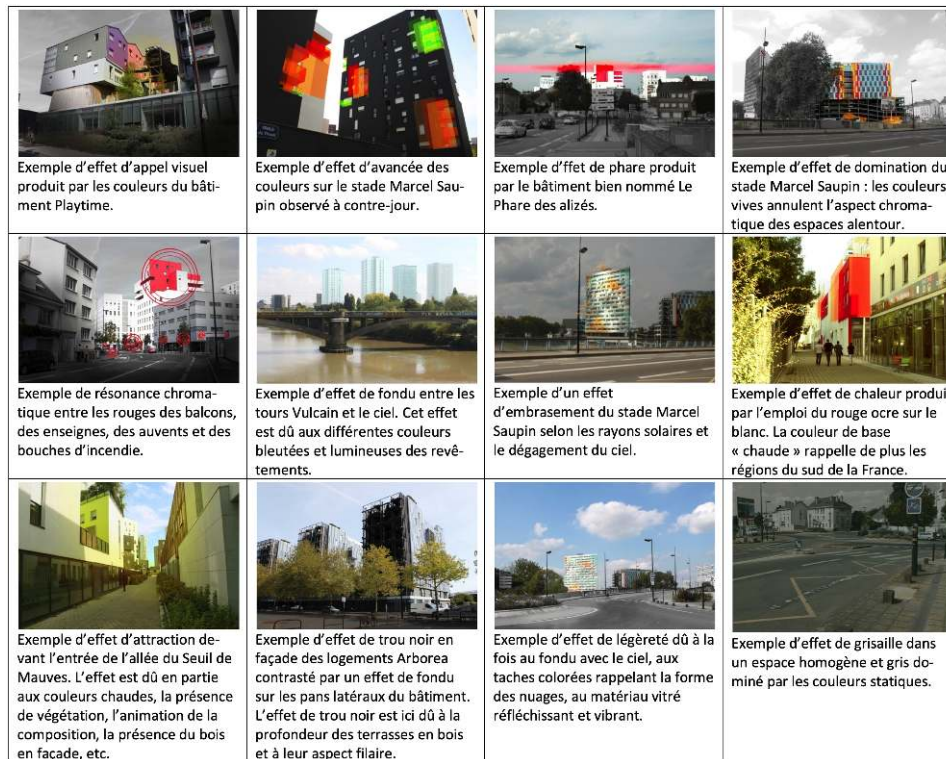 Exemple d'effet d'appel visuel
produit par les couleurs du bâti-
ment Playtime.
Exemple d'effet d'avancée des
couleurs sur le stade Marcel Sau-
pin observé à contre-jour.
Exemple d'ffet de phare produit
par le bâtiment bien nommé Le
Phare des alizés.
Exemple d'effet de domination du
stade Marcel Saupin : les couleurs
vives annulent l'aspect chroma-
tique des espaces alentour.
Exemple de résonance chroma-
tique entre les rouges des balcons,
des enseignes, des auvents et des
bouches d'incendie.
Exemple d'effet de fondu entre les
tours Vulcain et le ciel. Cet effet
est dû aux différentes couleurs
bleutées et lumineuses des revê-
tements.
Exemple d'un effet
d'embrasement du stade Marcel
Saupin selon les rayons solaires et
le dégagement du ciel.
Exemple d'effet de chaleur produi
par l'emploi du rouge ocre sur le
blanc. La couleur de base
« chaude » rappelle de plus les
régions du sud de la France.
Exemple d'effet d'attraction de-
vant l'entrée de l'allée du Seuil de
Mauves. L'effet est dû en partie
aux couleurs chaudes, la présence
de végétation, l'animation de la
composition, la présence du bois
en façade, etc.
Exemple d'effet de trou noir en
façade des logements Arborea
contrasté par un effet de fondu
sur les pans latéraux du bâtiment.
L'effet de trou noir est ici dû à la
profondeur des terrasses en bois
et à leur aspect filaire.
Exemple d'effet de légèreté dû à la
fois au fondu avec le ciel, aux
taches colorées rappelant la forme
des nuages, au matériau vitré
réfléchissant et vibrant.
Exemple d'effet de grisaille dans
un espace homogène et gris do-
miné par les couleurs statiques.